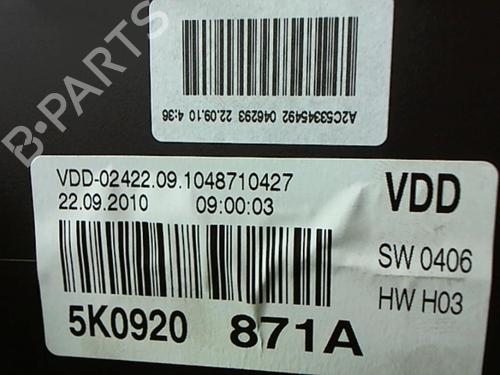 B-PARTS
A2C53345492 046293 22.09.10 4:36
VDD-02422.09.1048710427
22.09.2010 09:00:03
VDD
SW 0406
HW H03
5K0920 871A